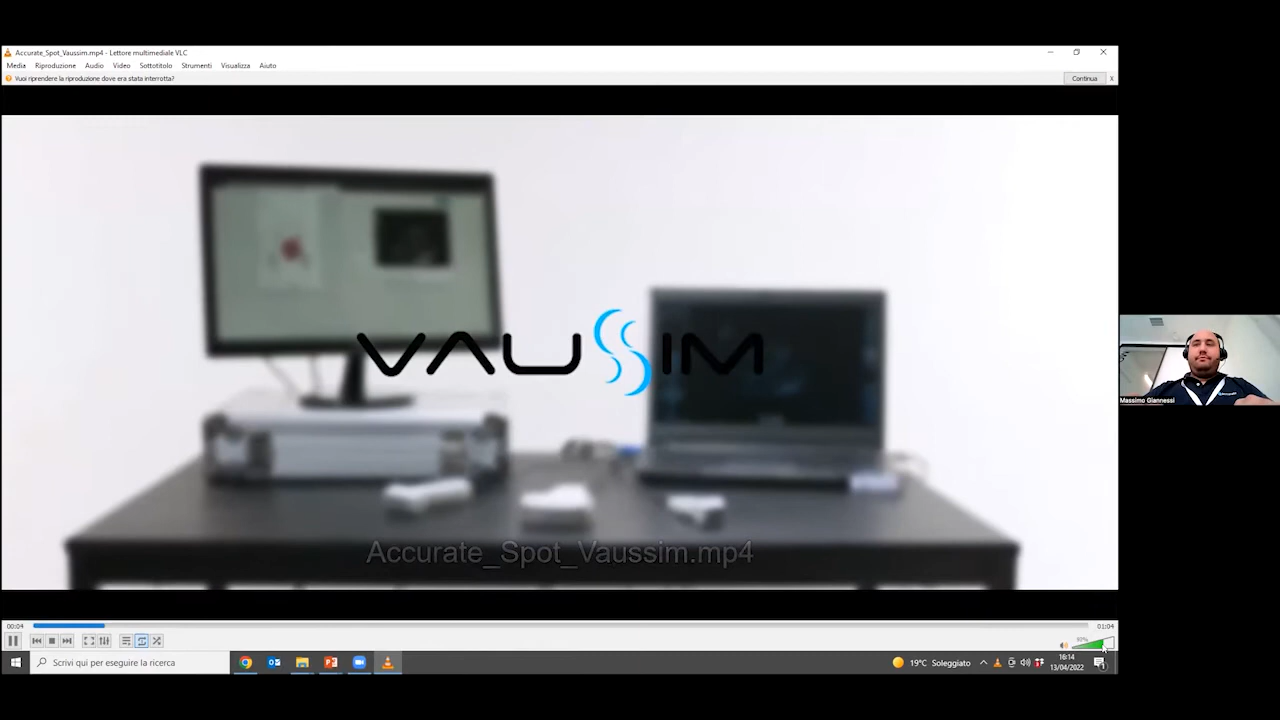 Accurate_Spot_Vaussim.mp4 - Lettore multimediale VLC
Media Riproduzione Audio Video Sottotitolo Strumenti Visualizza Aiuto
Vuoi riprendere la riproduzione dove era stata interrotta?
Continua
X
VAUSSIM
Accurate_Spot_Vaussim.mp4
Massimo Giannessi
00:04
01:04
Scrivi qui per eseguire la ricerca
19°C Soleggiato
16:14
13/04/2022